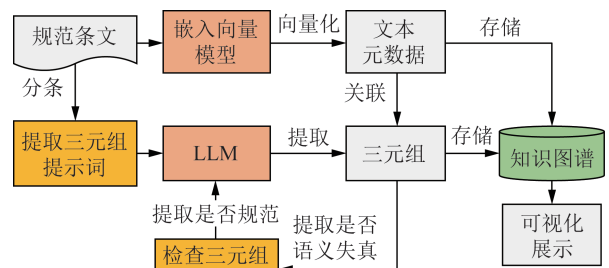 规范条文
嵌入向量
模型
向量化
文本
元数据
存储
分条
关联
提取三元组
提示词
LLM
提取
三元组
存储
知识图谱
提取是否规范
提取是否
语义失真
可视化
展示
检查三元组